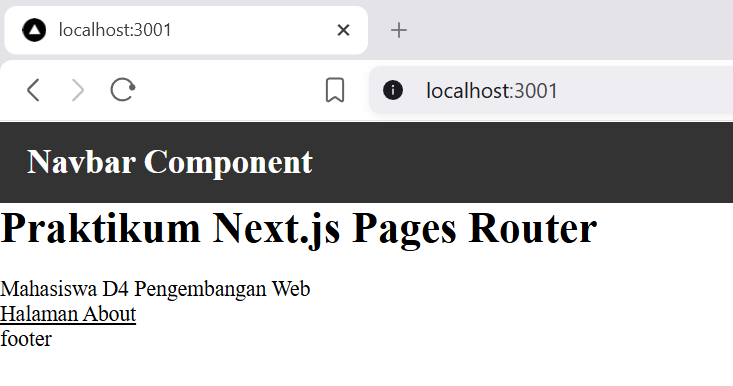 localhost:3001
localhost:3001
Navbar Component
Praktikum Next.js Pages Router
Mahasiswa D4 Pengembangan Web
Halaman About
footer